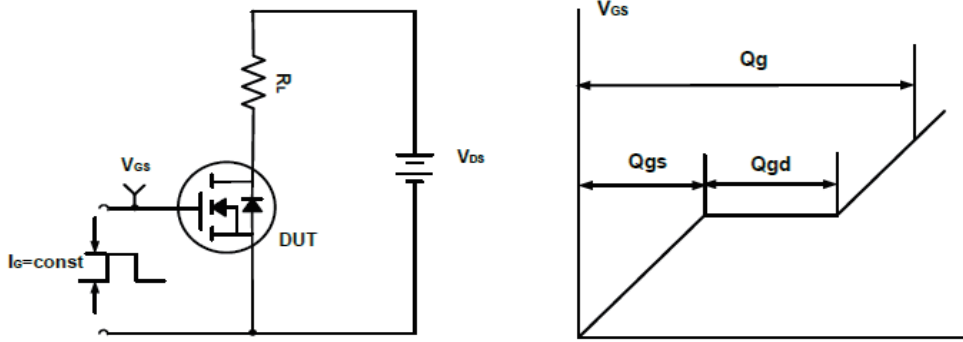 RL
VGS
VDS
DUT
IG=const
VGS
Qg
Qgs
Qgd